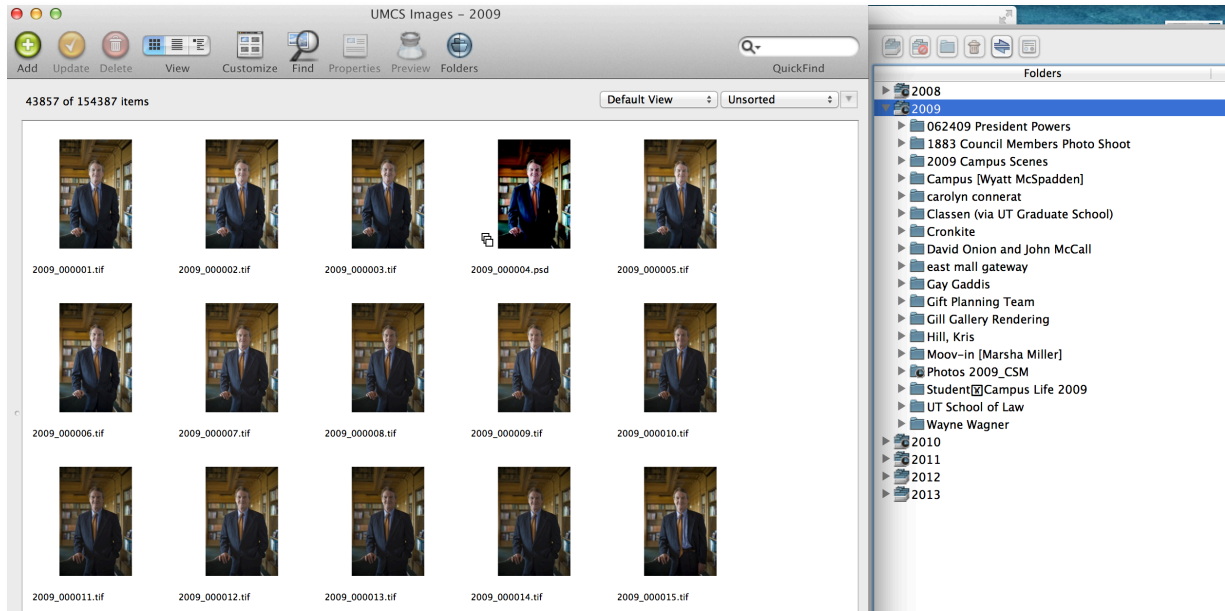 UMCS Images – 2009
Add Update Delete View Customize Find Properties Preview Folders QuickFind
43857 of 154387 items
Default View Unsorted
2009_000001.tif 2009_000002.tif 2009_000003.tif 2009_000004.psd 2009_000005.tif
2009_000006.tif 2009_000007.tif 2009_000008.tif 2009_000009.tif 2009_000010.tif
2009_000011.tif 2009_000012.tif 2009_000013.tif 2009_000014.tif 2009_000015.tif
Folders
2008
2009
062409 President Powers
1883 Council Members Photo Shoot
2009 Campus Scenes
Campus [Wyatt McSpadden]
carolyn connerat
Classen (via UT Graduate School)
Cronkite
David Onion and John McCall
east mall gateway
Gay Gaddis
Gift Planning Team
Gill Gallery Rendering
Hill, Kris
Moov-in [Marsha Miller]
Photos 2009_CSM
Student☒Campus Life 2009
UT School of Law
Wayne Wagner
2010
2011
2012
2013